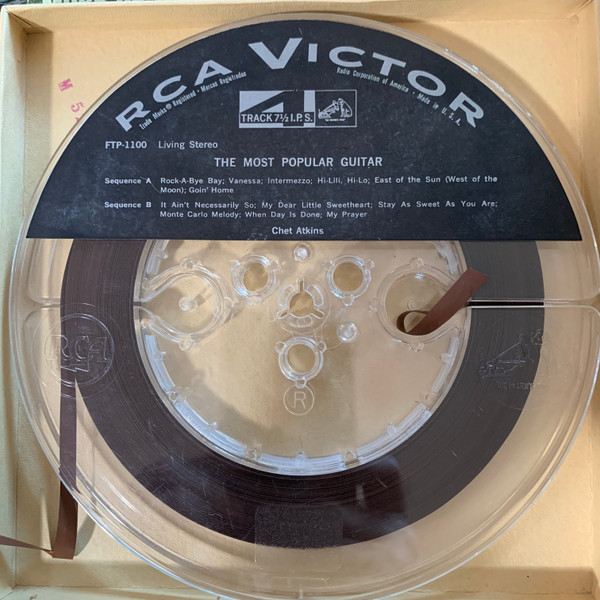 M 5
RCA VICTOR
Trade Marks ® Registered • Marcas Registradas
Radio Corporation of America • Made in U. S. A.
4
TRACK 7½ I.P.S.
FTP-1100 Living Stereo
THE MOST POPULAR GUITAR
Sequence A Rock-A-Bye Bay; Vanessa; Intermezzo; Hi-Lili, Hi-Lo; East of the Sun (West of the
Moon); Goin' Home
Sequence B It Ain't Necessarily So; My Dear Little Sweetheart; Stay As Sweet As You Are;
Monte Carlo Melody; When Day Is Done; My Prayer
Chet Atkins
RCA
R